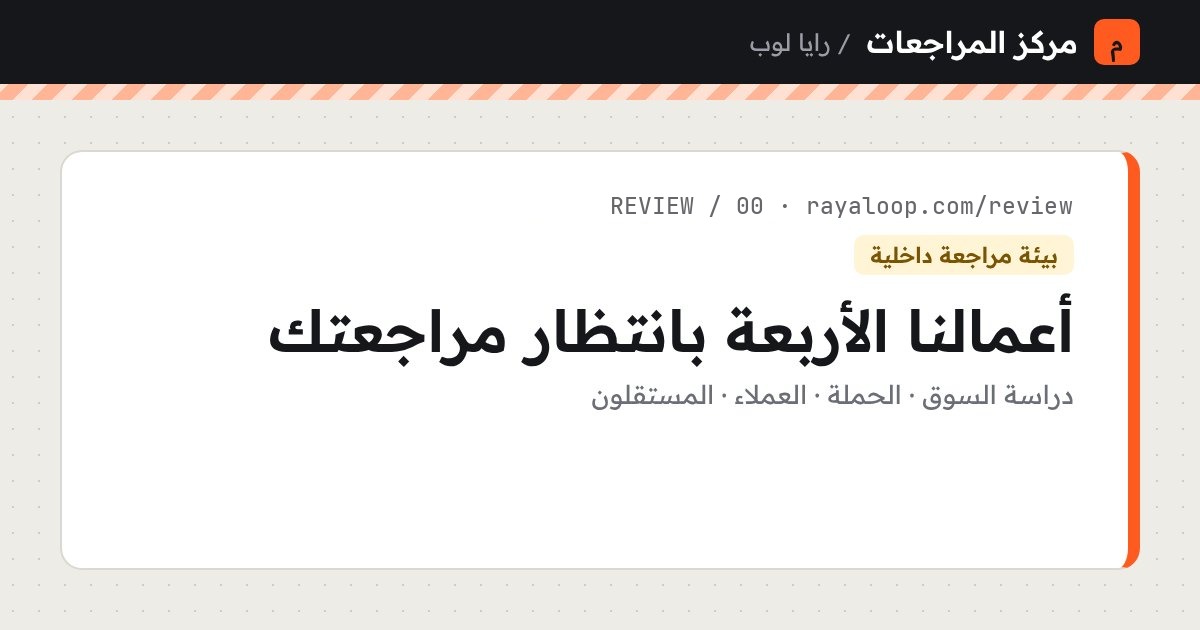 م مركز المراجعات / رايا لوب
REVIEW / 00 · rayaloop.com/review
بيئة مراجعة داخلية
أعمالنا الأربعة بانتظار مراجعتك
دراسة السوق · الحملة · العملاء · المستقلون